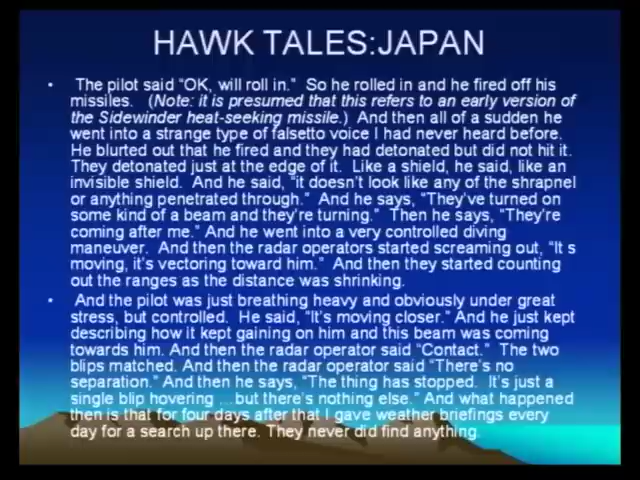 HAWK TALES:JAPAN
• The pilot said “OK, will roll in.” So he rolled in and he fired off his
missiles. (Note: it is presumed that this refers to an early version of
the Sidewinder heat-seeking missile.) And then all of a sudden he
went into a strange type of falsetto voice I had never heard before.
He blurted out that he fired and they had detonated but did not hit it.
They detonated just at the edge of it. Like a shield, he said, like an
invisible shield. And he said, “it doesn't look like any of the shrapnel
or anything penetrated through.” And he says, “They've turned on
some kind of a beam and they're turning.” Then he says, “They're
coming after me.” And he went into a very controlled diving
maneuver. And then the radar operators started screaming out, “It s
moving, it's vectoring toward him.” And then they started counting
out the ranges as the distance was shrinking.
• And the pilot was just breathing heavy and obviously under great
stress, but controlled. He said, “It's moving closer.” And he just kept
describing how it kept gaining on him and this beam was coming
towards him. And then the radar operator said “Contact.” The two
blips matched. And then the radar operator said “There's no
separation.” And then he says, “The thing has stopped. It's just a
single blip hovering …but there's nothing else.” And what happened
then is that for four days after that I gave weather briefings every
day for a search up there. They never did find anything.